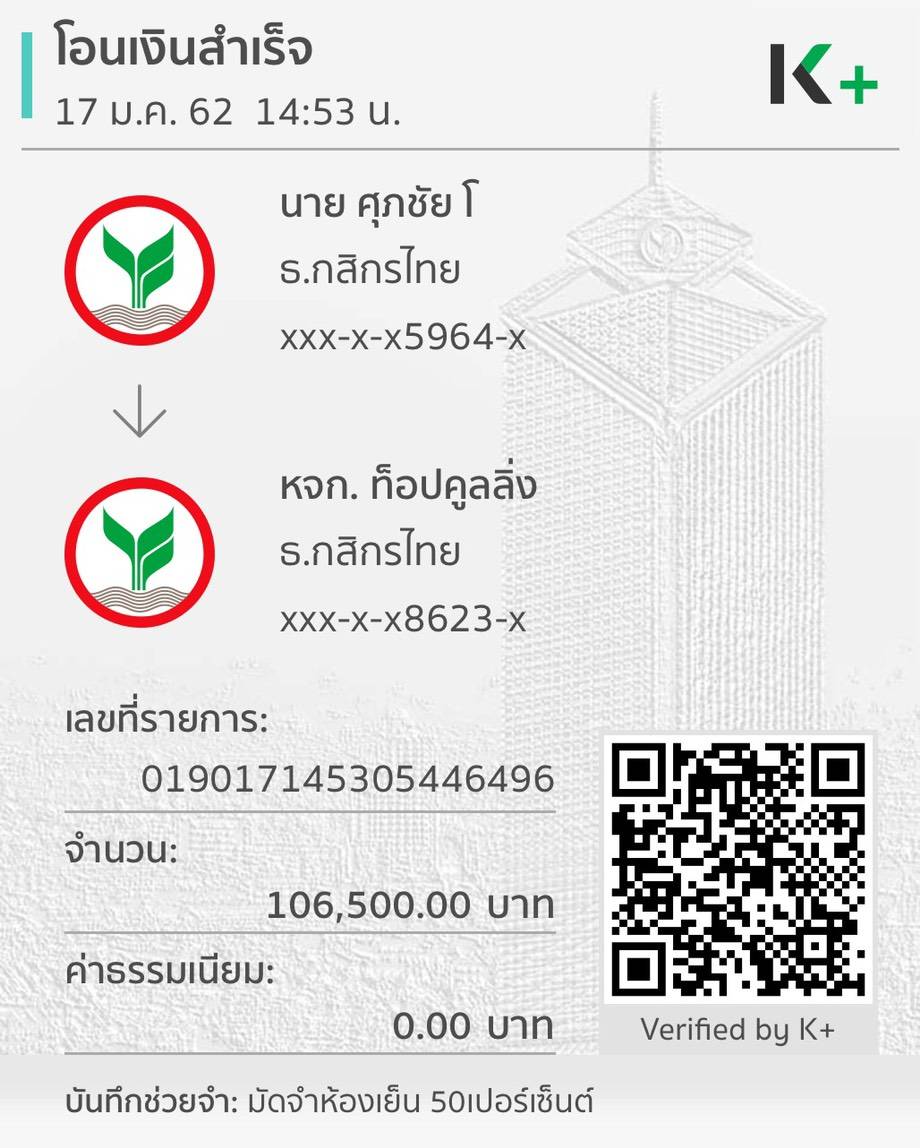 โอนเงินสำเร็จ
17 ม.ค. 62 14:53 น.
K+
นาย ศุภชัย โ
ธ.กสิกรไทย
xxx-x-x5964-x
หจก. ท็อปคูลลิ่ง
ธ.กสิกรไทย
xxx-x-x8623-x
เลขที่รายการ:
019017145305446496
จำนวน:
106,500.00 บาท
ค่าธรรมเนียม:
0.00 บาท
Verified by K+
บันทึกช่วยจำ: มัดจำห้องเย็น 50เปอร์เซ็นต์